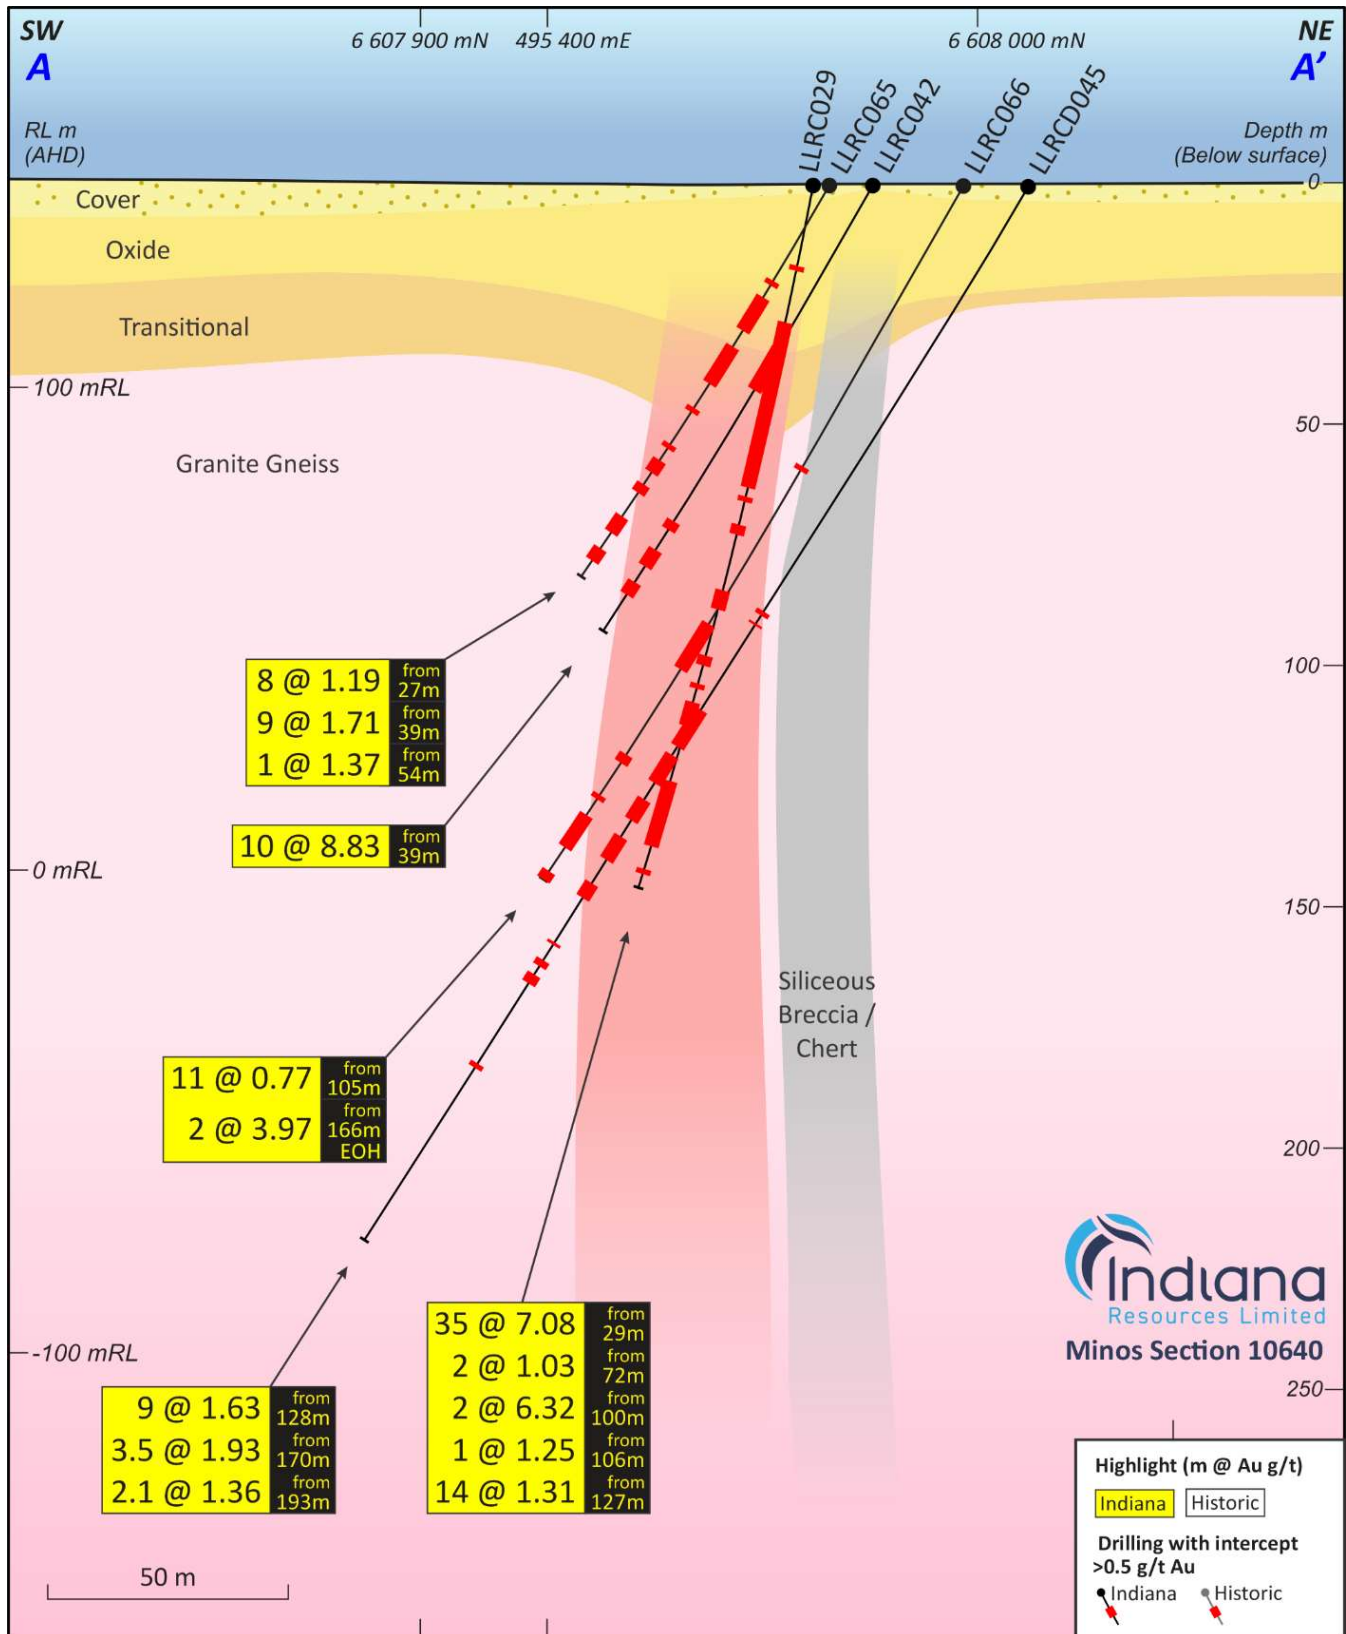 SW
NE
6 607 900 mN
495 400 mE
6 608 000 mN
A
A’
RL m
(AHD)
Depth m
(Below surface)
LLRC029
LLRC065
LLRC042
LLRC066
LLRCD045
0
Cover
Oxide
Transitional
100 mRL
50
Granite Gneiss
100
8 @ 1.19 from 27m
9 @ 1.71 from 39m
1 @ 1.37 from 54m
10 @ 8.83 from 39m
0 mRL
150
Siliceous
Breccia /
Chert
11 @ 0.77 from 105m
2 @ 3.97 from 166m EOH
200
Indiana
Resources Limited
Minos Section 10640
-100 mRL
250
35 @ 7.08 from 29m
2 @ 1.03 from 72m
2 @ 6.32 from 100m
1 @ 1.25 from 106m
14 @ 1.31 from 127m
9 @ 1.63 from 128m
3.5 @ 1.93 from 170m
2.1 @ 1.36 from 193m
50 m
Highlight (m @ Au g/t)
Indiana Historic
Drilling with intercept
>0.5 g/t Au
Indiana Historic